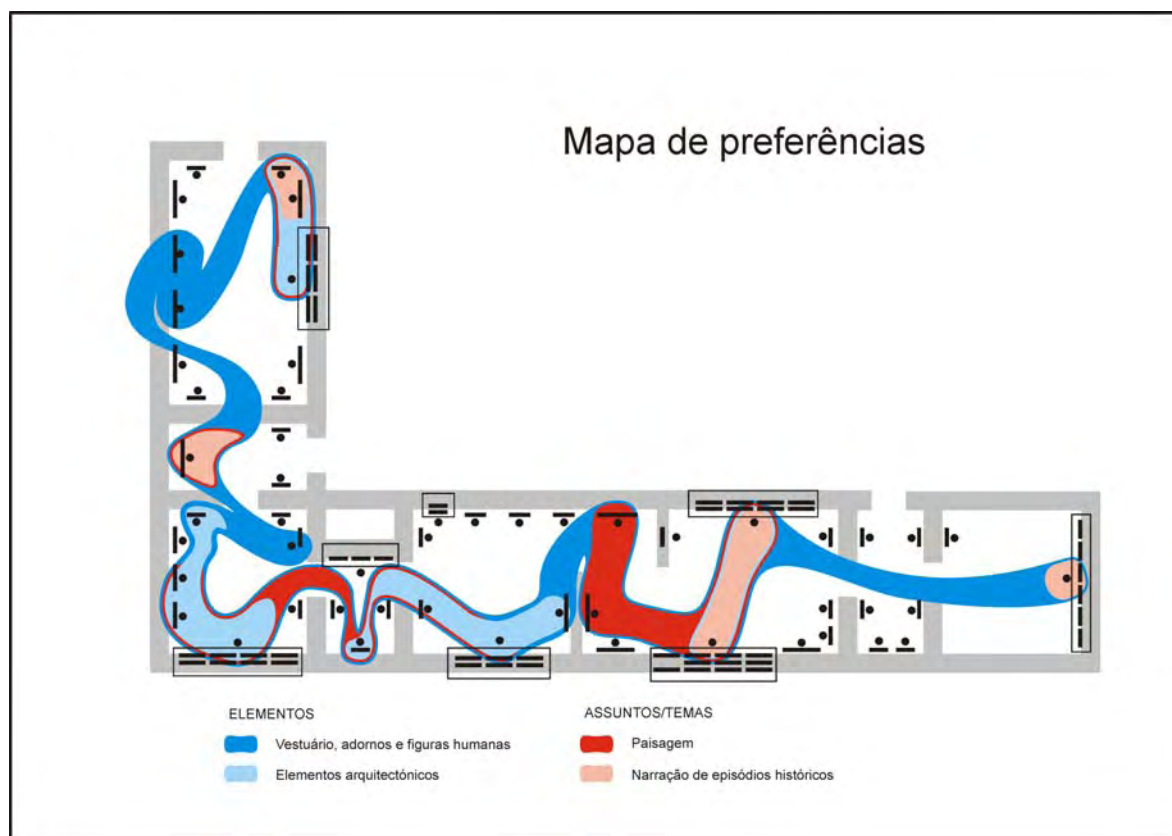 Mapa de preferências
ELEMENTOS
Vestuário, adornos e figuras humanas
Elementos arquitectónicos
ASSUNTOS/TEMAS
Paisagem
Narração de episódios históricos